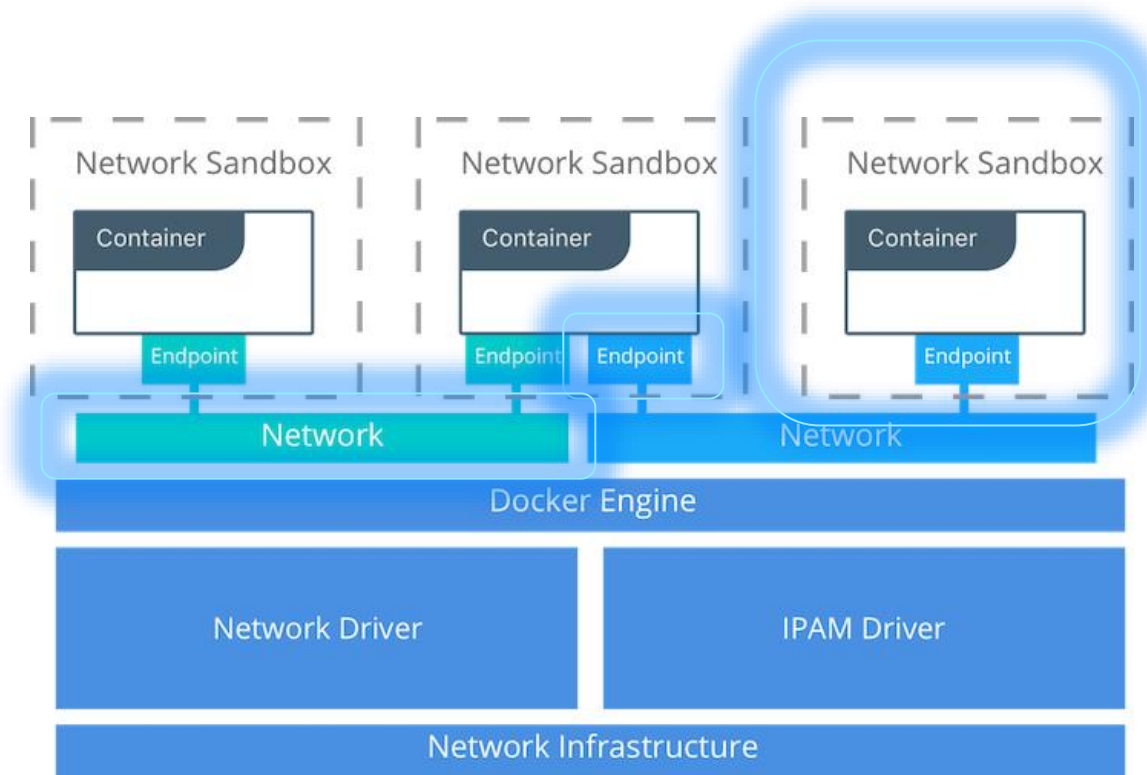 Network Sandbox
Network Sandbox
Network Sandbox
Container
Container
Container
Endpoint
Endpoint
Endpoint
Endpoint
Network
Network
Docker Engine
Network Driver
IPAM Driver
Network Infrastructure